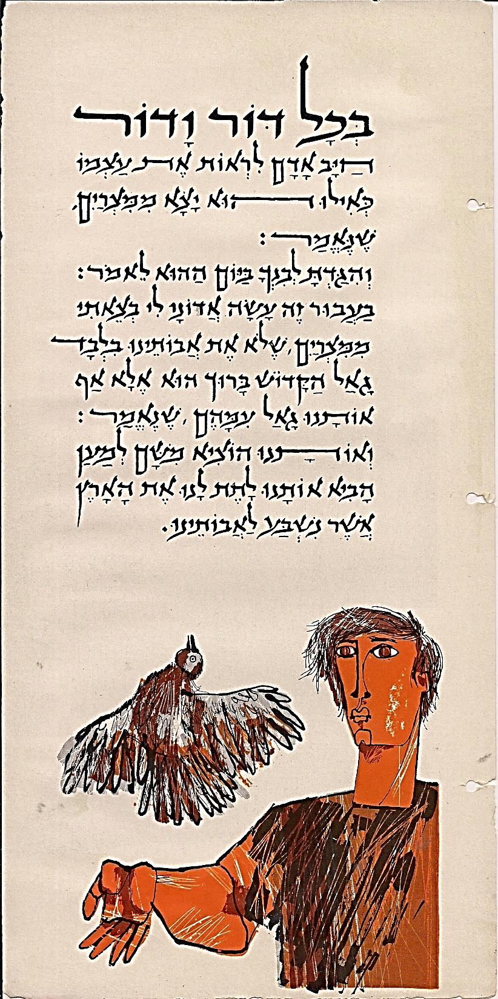 בְּכָל דּוֹר וָדוֹר
חַיָּב אָדָם לִרְאוֹת אֶת עַצְמוֹ
כְּאִילוּ הוּא יָצָא מִמִּצְרַיִם,
שֶׁנֶּאֱמַר:
וְהִגַּדְתָּ לְבִנְךָ בַּיּוֹם הַהוּא לֵאמֹר:
בַּעֲבוּר זֶה עָשָׂה אֲדוֹנָי לִי בְּצֵאתִי
מִמִּצְרַיִם, שֶׁלֹּא אֶת אֲבוֹתֵינוּ בִּלְבָד
גָּאַל הַקָּדוֹשׁ בָּרוּךְ הוּא אֶלָּא אַף
אוֹתָנוּ גָּאַל עִמָּהֶם, שֶׁנֶּאֱמַר:
וְאוֹתָנוּ הוֹצִיא מִשָּׁם לְמַעַן
הָבִיא אוֹתָנוּ לָתֶת לָנוּ אֶת הָאָרֶץ
אֲשֶׁר נִשְׁבַּע לַאֲבוֹתֵינוּ.